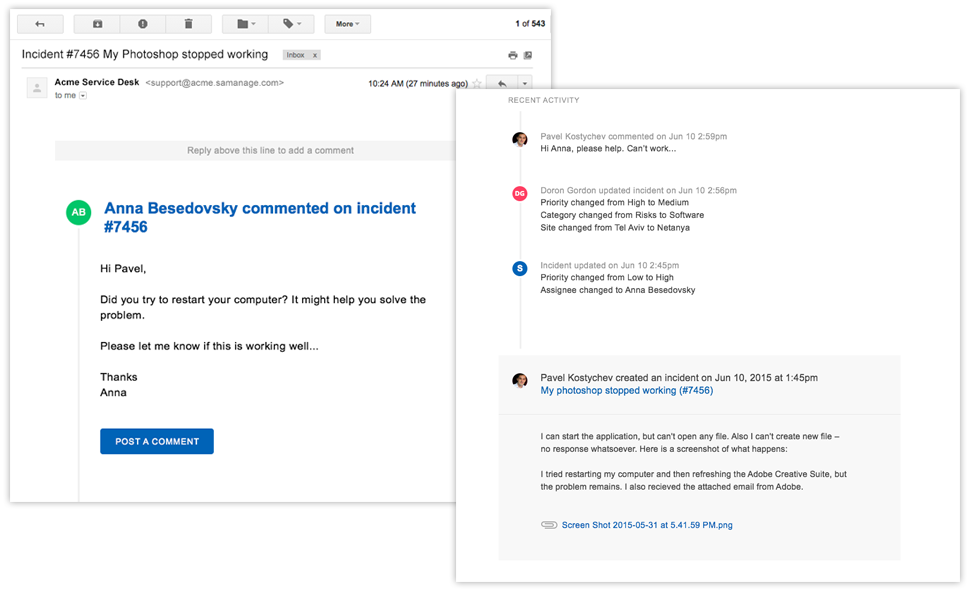 More
1 of 543
Incident #7456 My Photoshop stopped working
Inbox x
Acme Service Desk <support@acme.samanage.com>
10:24 AM (27 minutes ago)
to me
Reply above this line to add a comment
AB
Anna Besedovsky commented on incident
#7456
Hi Pavel,
Did you try to restart your computer? It might help you solve the
problem.
Please let me know if this is working well...
Thanks
Anna
POST A COMMENT
RECENT ACTIVITY
Pavel Kostychev commented on Jun 10 2:59pm
Hi Anna, please help. Can't work...
DG
Doron Gordon updated incident on Jun 10 2:56pm
Priority changed from High to Medium
Category changed from Risks to Software
Site changed from Tel Aviv to Netanya
S
Incident updated on Jun 10 2:45pm
Priority changed from Low to High
Assignee changed to Anna Besedovsky
Pavel Kostychev created an incident on Jun 10, 2015 at 1:45pm
My photoshop stopped working (#7456)
I can start the application, but can't open any file. Also I can't create new file –
no response whatsoever. Here is a screenshot of what happens:
I tried restarting my computer and then refreshing the Adobe Creative Suite, but
the problem remains. I also recieved the attached email from Adobe.
Screen Shot 2015-05-31 at 5.41.59 PM.png